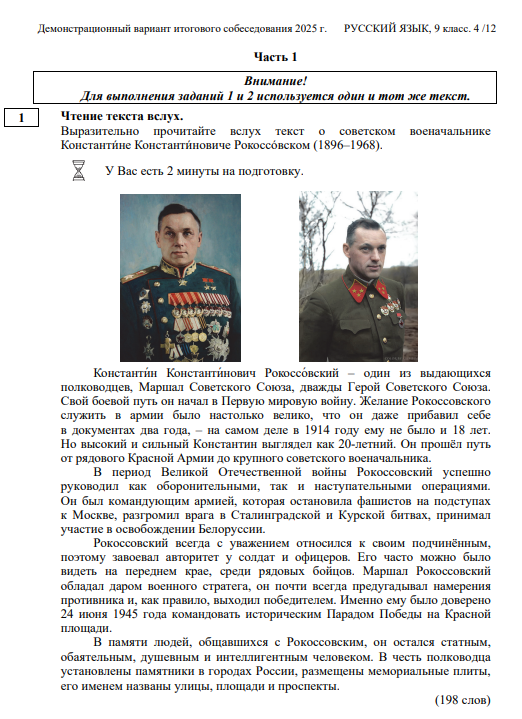 Демонстрационный вариант итогового собеседования 2025 г. РУССКИЙ ЯЗЫК, 9 класс. 4 /12
Часть 1
Внимание!
Для выполнения заданий 1 и 2 используется один и тот же текст.
1
Чтение текста вслух.
Выразительно прочитайте вслух текст о советском военачальнике
Константи́не Константи́новиче Рокоссо́вском (1896–1968).
У Вас есть 2 минуты на подготовку.
Константи́н Константи́нович Рокоссо́вский – один из выдающихся
полководцев, Маршал Советского Союза, дважды Герой Советского Союза.
Свой боевой путь он начал в Первую мировую войну. Желание Рокоссовского
служить в армии было настолько велико, что он даже прибавил себе
в документах два года, – на самом деле в 1914 году ему не было и 18 лет.
Но высокий и сильный Константин выглядел как 20-летний. Он прошёл путь
от рядового Красной Армии до крупного советского военачальника.
В период Великой Отечественной войны Рокоссовский успешно
руководил как оборонительными, так и наступательными операциями.
Он был командующим армией, которая остановила фашистов на подступах
к Москве, разгромил врага в Сталинградской и Курской битвах, принимал
участие в освобождении Белоруссии.
Рокоссовский всегда с уважением относился к своим подчинённым,
поэтому завоевал авторитет у солдат и офицеров. Его часто можно было
видеть на переднем крае, среди рядовых бойцов. Маршал Рокоссовский
обладал даром военного стратега, он почти всегда предугадывал намерения
противника и, как правило, выходил победителем. Именно ему было доверено
24 июня 1945 года командовать историческим Парадом Победы на Красной
площади.
В памяти людей, общавшихся с Рокоссовским, он остался статным,
обаятельным, душевным и интеллигентным человеком. В честь полководца
установлены памятники в городах России, размещены мемориальные плиты,
его именем названы улицы, площади и проспекты.
(198 слов)